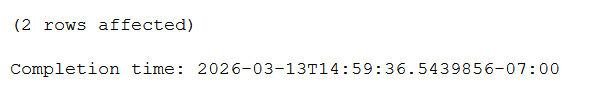 (2 rows affected)
Completion time: 2026-03-13T14:59:36.5439856-07:00